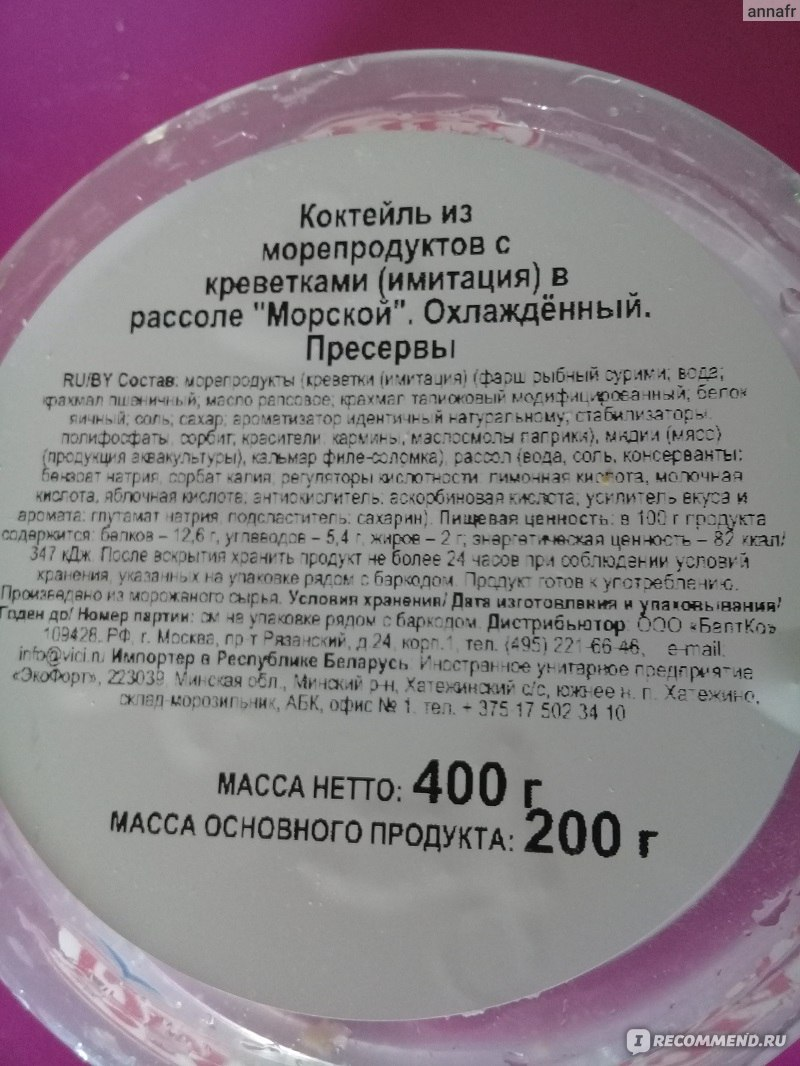 annafr
Коктейль из
морепродуктов с
креветками (имитация) в
рассоле "Морской". Охлаждённый.
Пресервы
RU/BY Состав: морепродукты (креветки (имитация) (фарш рыбный сурими; вода;
крахмал пшеничный; масло рапсовое; крахмал тапиоковый модифицированный; белок
яичный; соль; сахар; ароматизатор идентичный натуральному; стабилизаторы:
полифосфаты, сорбит; красители: кармины, маслосмолы паприки), мидии (мясо)
(продукция аквакультуры), кальмар филе-соломка), рассол (вода, соль, консерванты:
бензоат натрия, сорбат калия; регуляторы кислотности: лимонная кислота, молочная
кислота, яблочная кислота; антиокислитель: аскорбиновая кислота; усилитель вкуса и
аромата: глутамат натрия; подсластитель: сахарин). Пищевая ценность: в 100 г продукта
содержится: белков – 12,6 г, углеводов – 5,4 г, жиров – 2 г; энергетическая ценность – 82 ккал/
347 кДж. После вскрытия хранить продукт не более 24 часов при соблюдении условий
хранения, указанных на упаковке рядом с баркодом. Продукт готов к употреблению.
Произведено из мороженого сырья. Условия хранения/ Дата изготовления и упаковывания/
Годен до/ Номер партии: см на упаковке рядом с баркодом. Дистрибьютор: ООО «БалтКо»
109428, РФ, г. Москва, пр-т Рязанский, д.24, корп.1, тел. (495) 221-66-46, e-mail:
info@vici.ru Импортер в Республике Беларусь: Иностранное унитарное предприятие
«ЭкоФорт», 223039, Минская обл., Минский р-н, Хатежинский с/с, южнее н. п. Хатежино,
склад-морозильник, АБК, офис № 1. тел. + 375 17 502 34 10
МАССА НЕТТО: 400 г
МАССА ОСНОВНОГО ПРОДУКТА: 200 г
I RECOMMEND.RU